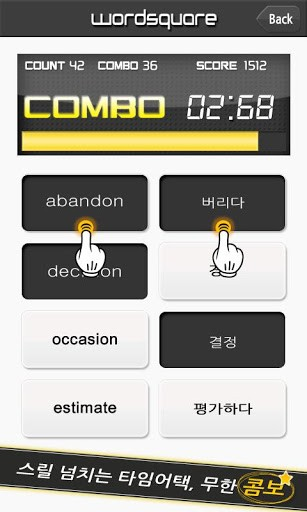 wordsquare
Back
COUNT 42 COMBO 36 SCORE 1512
COMBO 02:68
abandon 버리다
occasion 결정
estimate 평가하다
스릴 넘치는 타임어택, 무한 콤보